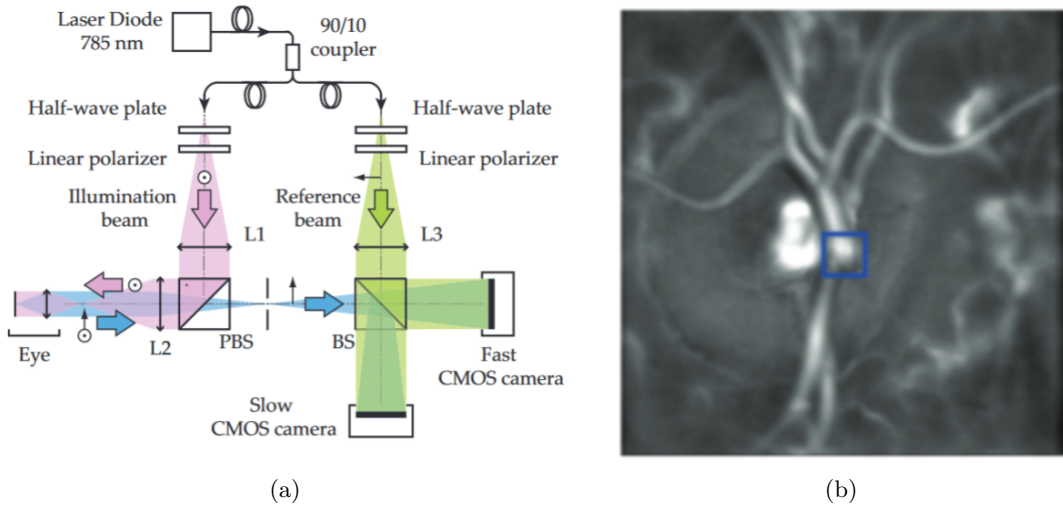 Laser Diode
785 nm
90/10
coupler
Half-wave plate
Half-wave plate
Linear polarizer
Linear polarizer
Illumination
beam
Reference
beam
L1
L3
L2
PBS
BS
Eye
Fast
CMOS camera
Slow
CMOS camera
(a)
(b)